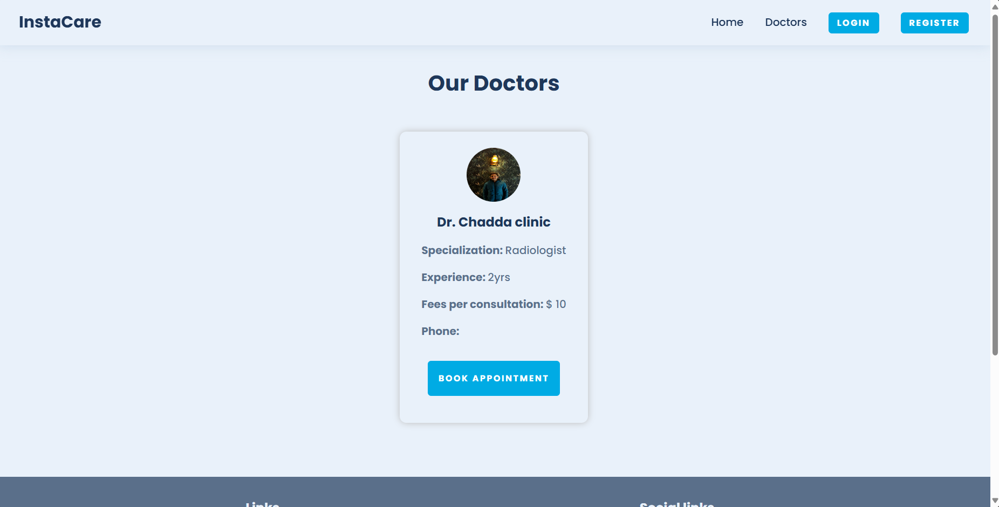 InstaCare
Home Doctors LOGIN REGISTER
Our Doctors
Dr. Chadda clinic
Specialization: Radiologist
Experience: 2yrs
Fees per consultation: $ 10
Phone:
BOOK APPOINTMENT
Links
Social links